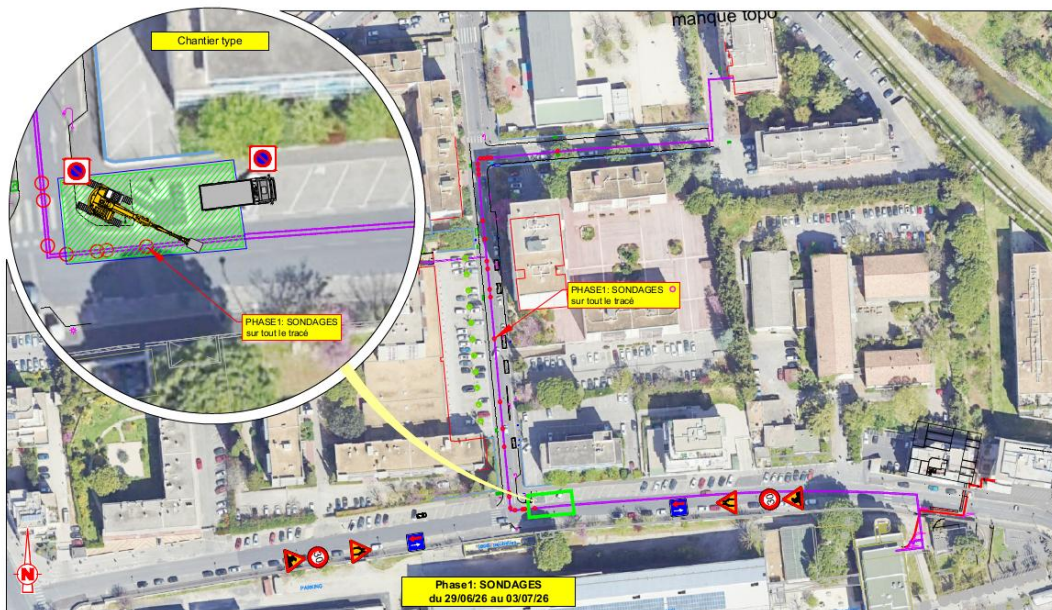 manque topo
Chantier type
PHASE1: SONDAGES
sur tout le tracé
PHASE1: SONDAGES
sur tout le tracé
PARKING
N
Phase1: SONDAGES
du 29/06/26 au 03/07/26